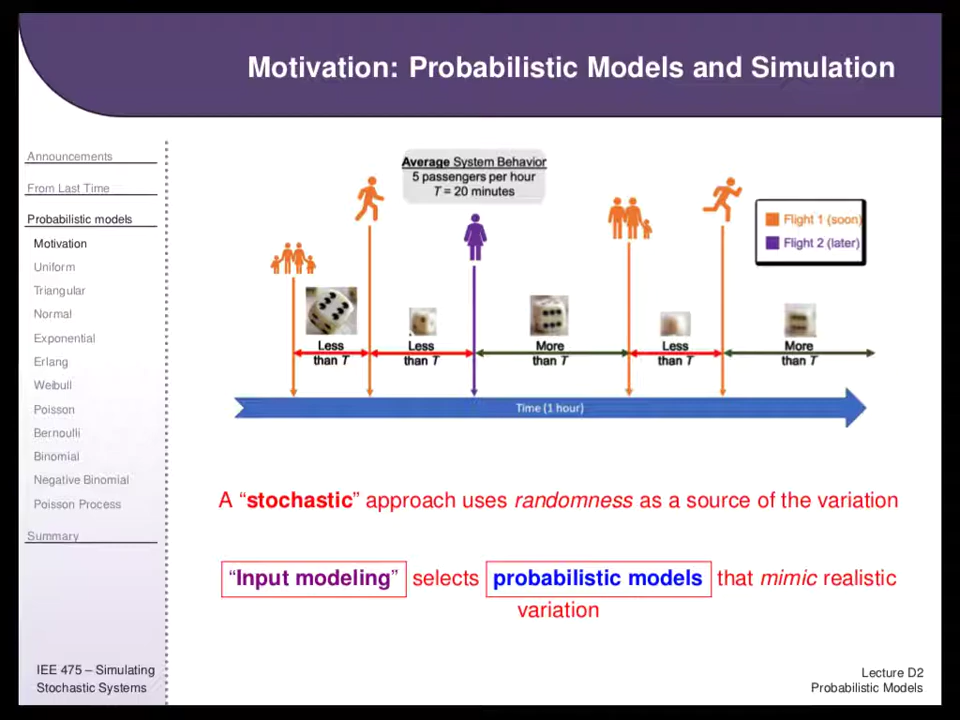 Motivation: Probabilistic Models and Simulation
Announcements
From Last Time
Probabilistic models
Motivation
Uniform
Triangular
Normal
Exponential
Erlang
Weibull
Poisson
Bernoulli
Binomial
Negative Binomial
Poisson Process
Summary
IEE 475 – Simulating
Stochastic Systems
Average System Behavior
5 passengers per hour
T = 20 minutes
Flight 1 (soon)
Flight 2 (later)
Less
than T
Less
than T
More
than T
Less
than T
More
than T
Time (1 hour)
A “stochastic” approach uses randomness as a source of the variation
“Input modeling” selects probabilistic models that mimic realistic
variation
Lecture D2
Probabilistic Models